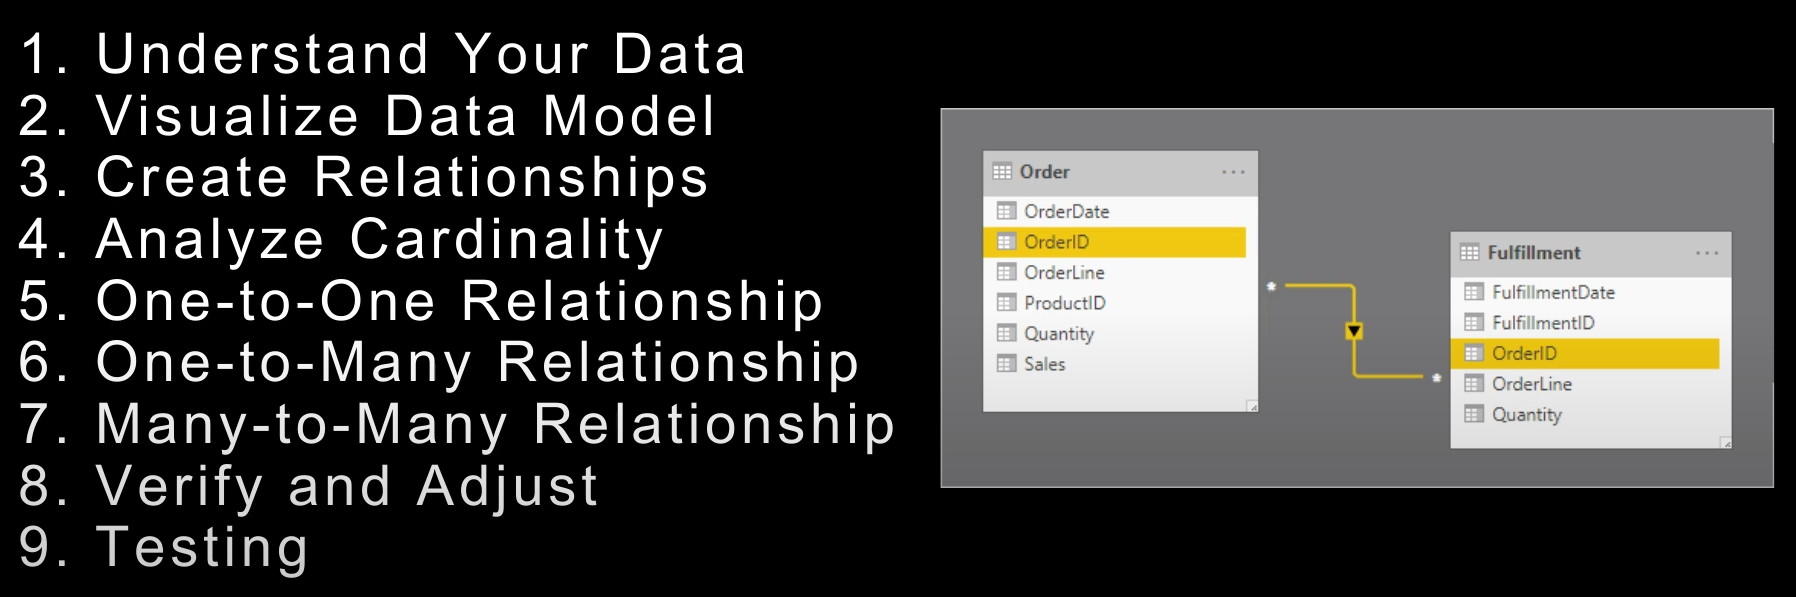 1. Understand Your Data
2. Visualize Data Model
3. Create Relationships
4. Analyze Cardinality
5. One-to-One Relationship
6. One-to-Many Relationship
7. Many-to-Many Relationship
8. Verify and Adjust
9. Testing
Order
OrderDate
OrderID
OrderLine
ProductID
Quantity
Sales
*
*
Fulfillment
FulfillmentDate
FulfillmentID
OrderID
OrderLine
Quantity